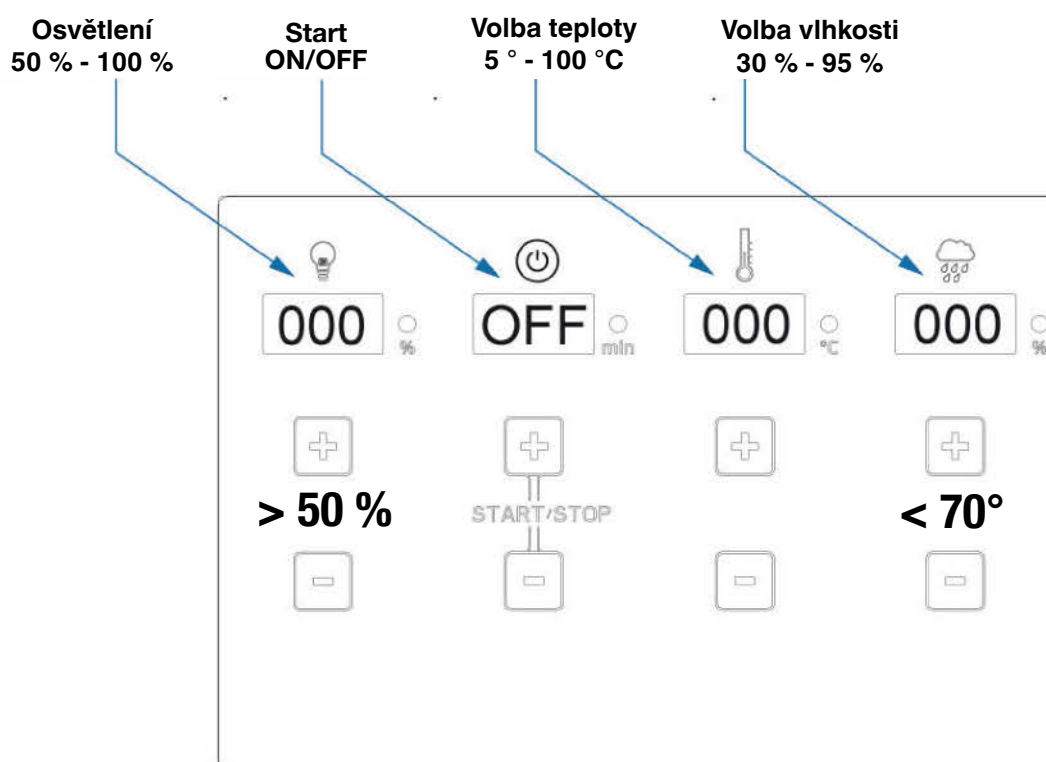 Osvětlení
50 % - 100 %
Start
ON/OFF
Volba teploty
5 ° - 100 °C
Volba vlhkosti
30 % - 95 %
000
%
OFF
min
000
°C
000
%
> 50 %
START/STOP
< 70°